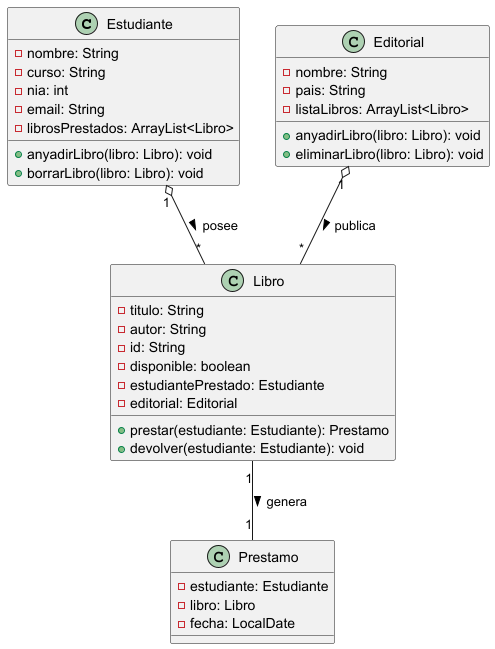 C Estudiante
nombre: String
curso: String
nia: int
email: String
librosPrestados: ArrayList<Libro>
anyadirLibro(libro: Libro): void
borrarLibro(libro: Libro): void
C Editorial
nombre: String
pais: String
listaLibros: ArrayList<Libro>
anyadirLibro(libro: Libro): void
eliminarLibro(libro: Libro): void
1
posee
*
1
publica
*
C Libro
titulo: String
autor: String
id: String
disponible: boolean
estudiantePrestado: Estudiante
editorial: Editorial
prestar(estudiante: Estudiante): Prestamo
devolver(estudiante: Estudiante): void
1
genera
1
C Prestamo
estudiante: Estudiante
libro: Libro
fecha: LocalDate